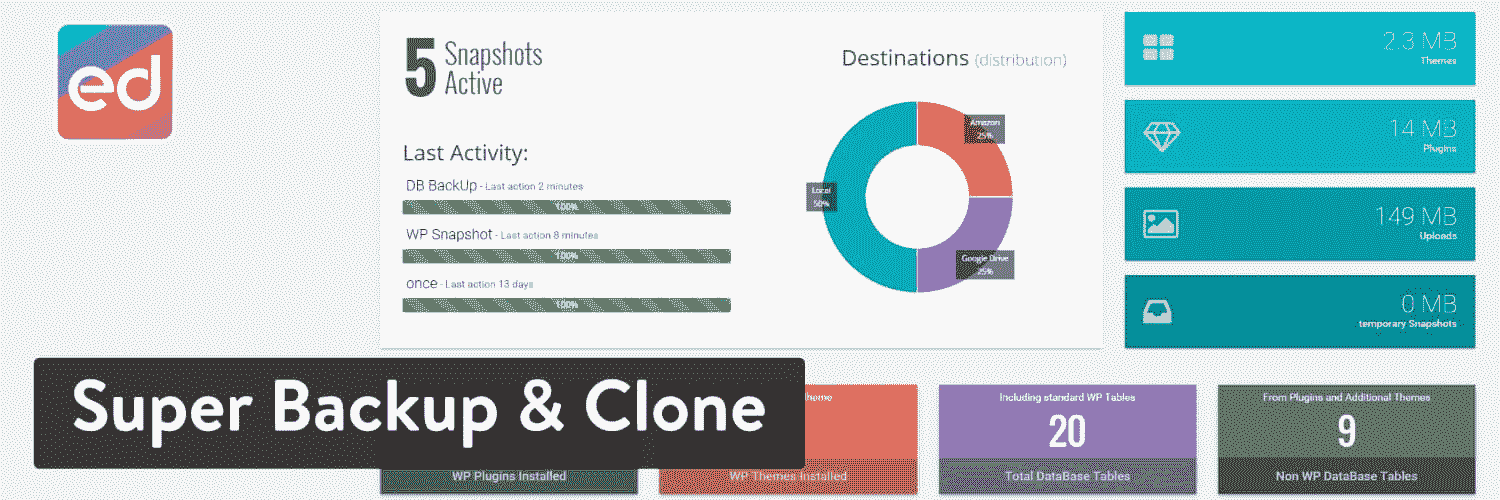 ed
5 Snapshots
Active
Last Activity:
DB BackUp - Last action 2 minutes
100%
WP Snapshot - Last action 8 minutes
100%
once - Last action 13 days
100%
Destinations (distribution)
Amazon
25%
Local
50%
Google Drive
25%
2.3 MB
Themes
14 MB
Plugins
149 MB
Uploads
0 MB
temporary Snapshots
Super Backup & Clone
WP Plugins Installed
WP Themes Installed
Including standard WP Tables
20
Total DataBase Tables
From Plugins and Additional Themes
9
Non WP DataBase Tables